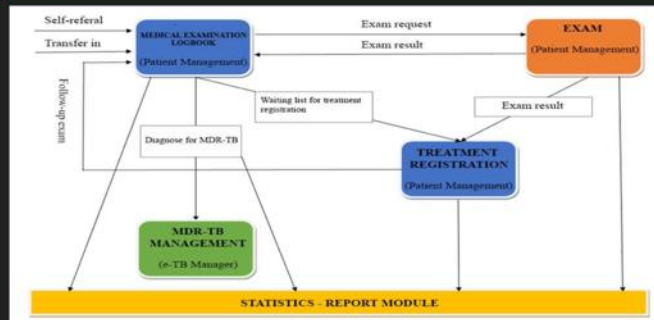 Self-referal
Transfer in
MEDICAL EXAMINATION
LOGBOOK
(Patient Management)
Exam request
Exam result
EXAM
(Patient Management)
Follow-up exam
Waiting list for treatment
registration
Exam result
Diagnose for MDR-TB
TREATMENT
REGISTRATION
(Patient Management)
MDR-TB
MANAGEMENT
(e-TB Manager)
STATISTICS - REPORT MODULE